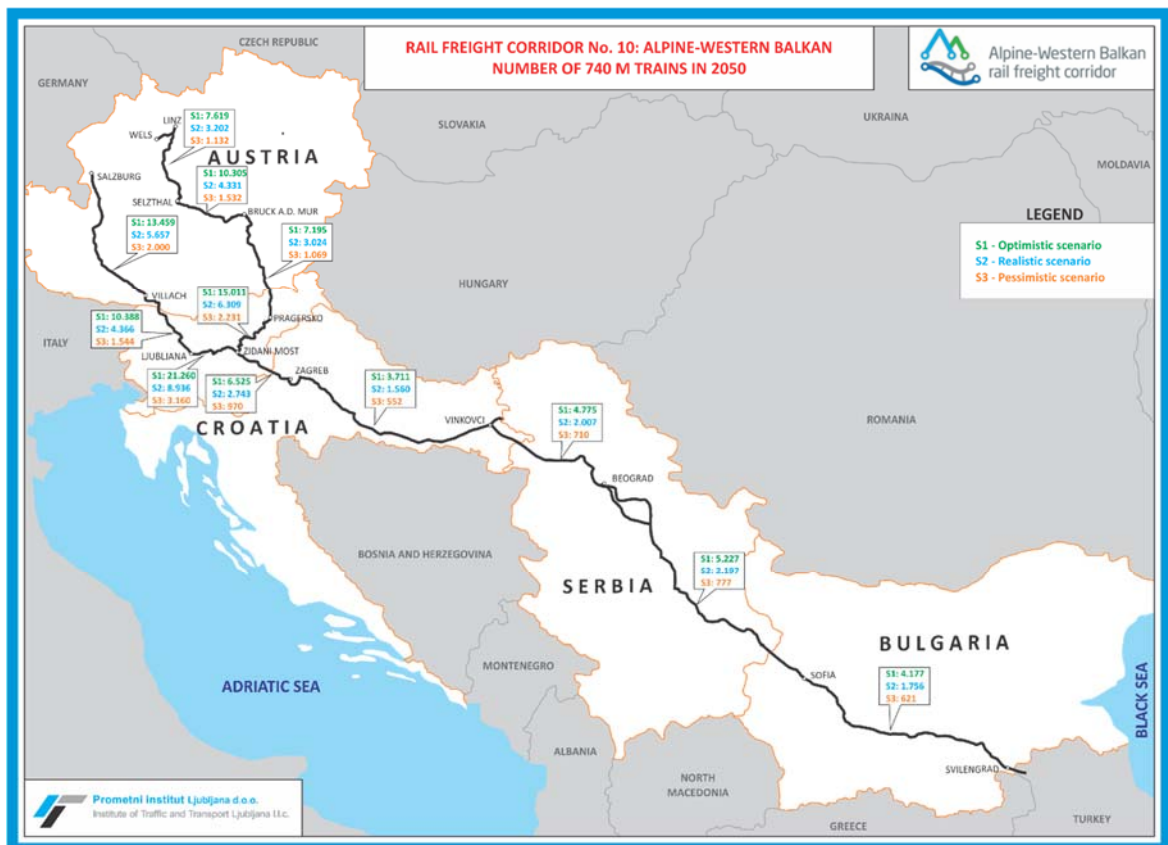 RAIL FREIGHT CORRIDOR No. 10: ALPINE-WESTERN BALKAN
NUMBER OF 740 M TRAINS IN 2050
Alpine-Western Balkan
rail freight corridor
CZECH REPUBLIC
GERMANY
SLOVAKIA
UKRAINE
MOLDAVIA
LINZ
WELS
S1: 7.619
S2: 3.202
S3: 1.132
AUSTRIA
SALZBURG
S1: 10.305
S2: 4.331
S3: 1.532
SELZTHAL
BRUCK A.D. MUR
LEGEND
S1 - Optimistic scenario
S2 - Realistic scenario
S3 - Pessimistic scenario
S1: 13.459
S2: 5.657
S3: 2.000
S1: 7.195
S2: 3.024
S3: 1.069
HUNGARY
VILLACH
S1: 15.011
S2: 6.309
S3: 2.231
PRAGERSKO
S1: 10.388
S2: 4.366
S3: 1.544
ITALY
LJUBLJANA
ZIDANI MOST
ZAGREB
S1: 21.260
S2: 8.936
S3: 3.160
S1: 6.525
S2: 2.743
S3: 970
S1: 3.711
S2: 1.560
S3: 552
CROATIA
VINKOVCI
S1: 4.775
S2: 2.007
S3: 710
ROMANIA
BEOGRAD
BOSNIA AND HERZEGOVINA
SERBIA
S1: 5.227
S2: 2.197
S3: 777
BULGARIA
MONTENEGRO
ADRIATIC SEA
SOFIA
S1: 4.177
S2: 1.756
S3: 621
BLACK SEA
ALBANIA
SVILENGRAD
NORTH
MACEDONIA
GREECE
TURKEY
Prometni institut Ljubljana d.o.o.
Institute of Traffic and Transport Ljubljana l.l.c.